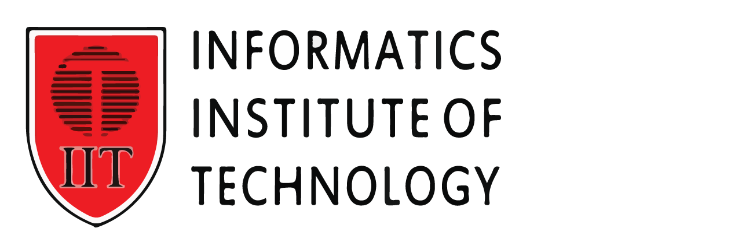 IIT
INFORMATICS
INSTITUTE OF
TECHNOLOGY